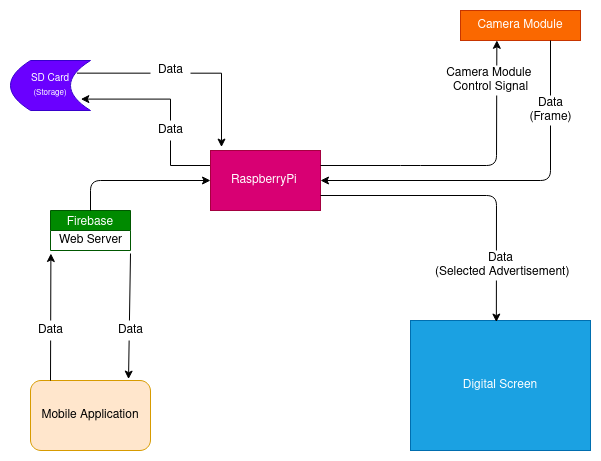 Camera Module
SD Card
(Storage)
Data
Camera Module
Control Signal
Data
(Frame)
Data
RaspberryPi
Firebase
Web Server
Data
(Selected Advertisement)
Data
Data
Digital Screen
Mobile Application